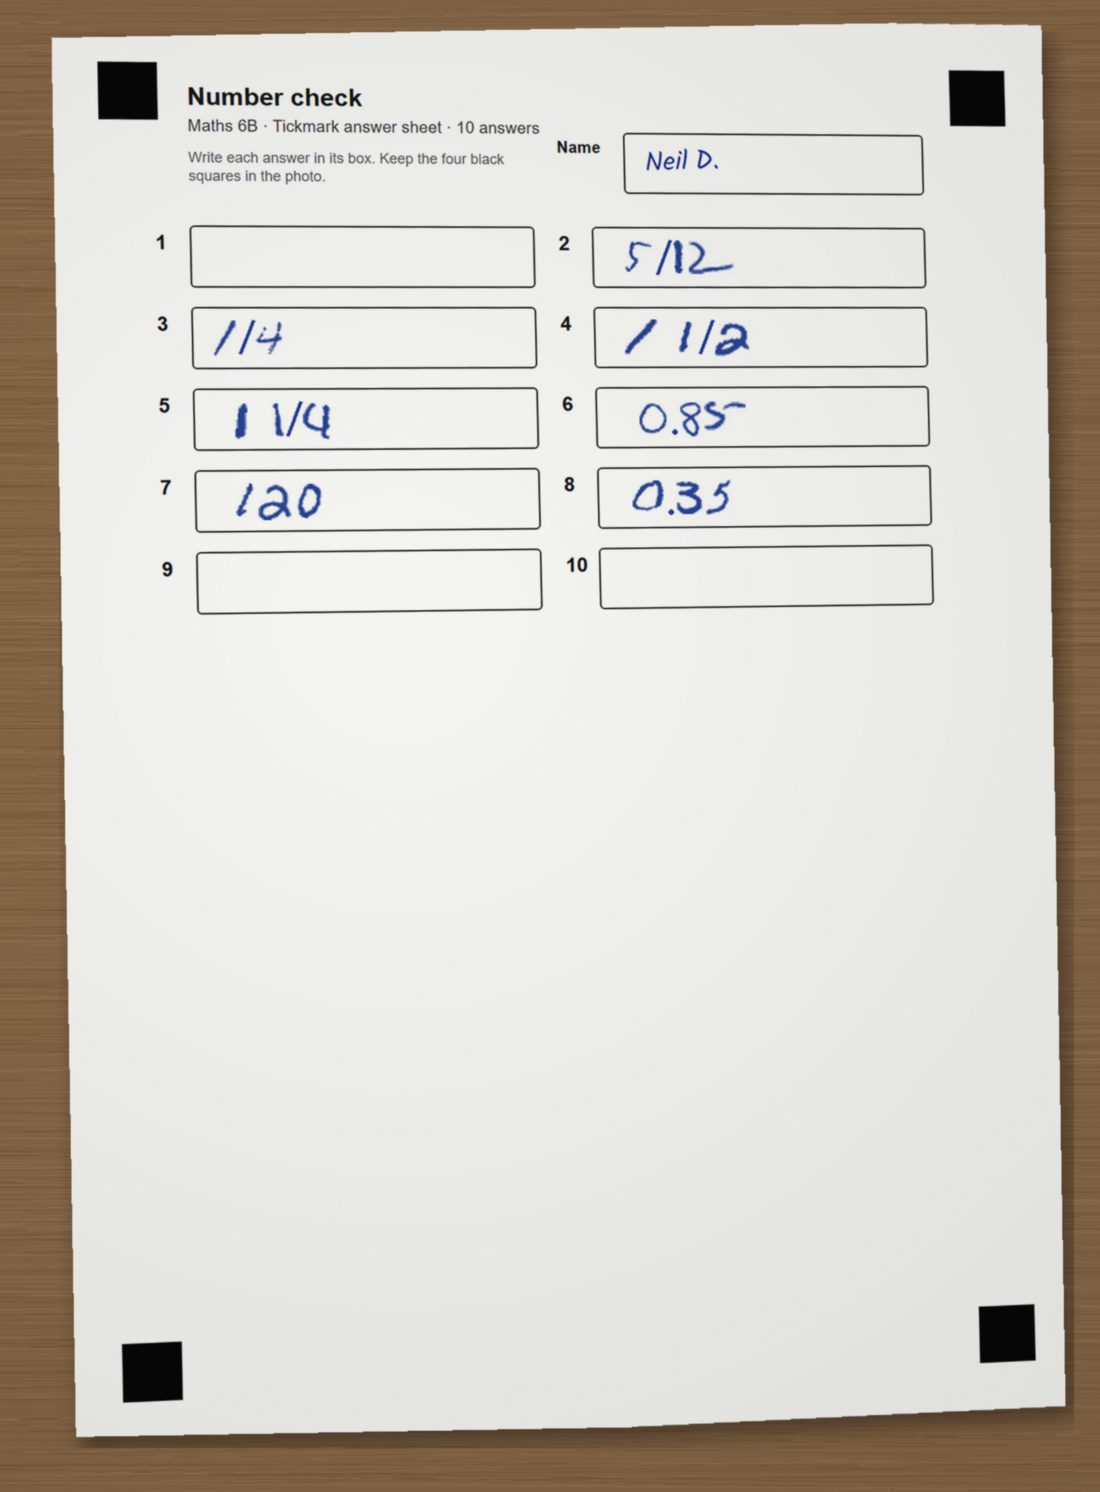 Number check
Maths 6B · Tickmark answer sheet · 10 answers
Write each answer in its box. Keep the four black
squares in the photo.
Name Neil D.
1
2 5/12
3 1/4
4 1 1/2
5 1 1/4
6 0.85
7 120
8 0.35
9
10